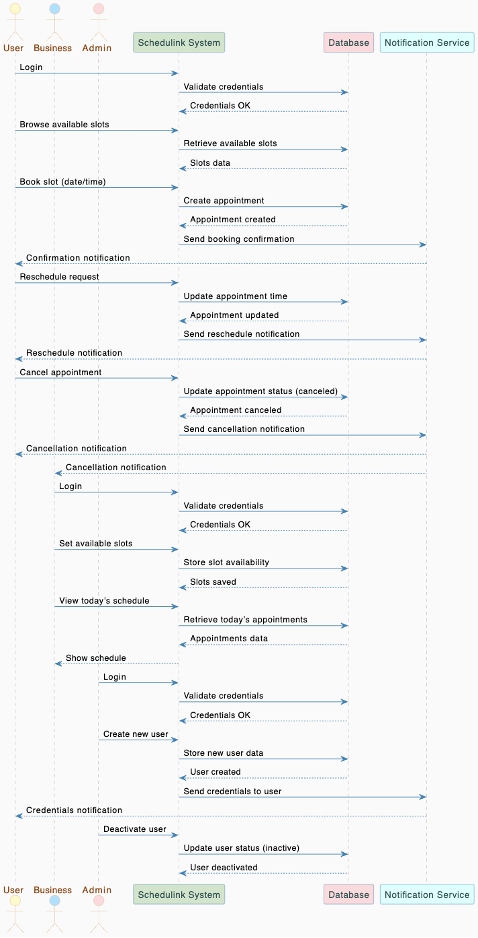 User Business Admin Schedulink System Database Notification Service
Login
Validate credentials
Credentials OK
Browse available slots
Retrieve available slots
Slots data
Book slot (date/time)
Create appointment
Appointment created
Send booking confirmation
Confirmation notification
Reschedule request
Update appointment time
Appointment updated
Send reschedule notification
Reschedule notification
Cancel appointment
Update appointment status (canceled)
Appointment canceled
Send cancellation notification
Cancellation notification
Cancellation notification
Login
Validate credentials
Credentials OK
Set available slots
Store slot availability
Slots saved
View today's schedule
Retrieve today's appointments
Appointments data
Show schedule
Login
Validate credentials
Credentials OK
Create new user
Store new user data
User created
Send credentials to user
Credentials notification
Deactivate user
Update user status (inactive)
User deactivated
User Business Admin Schedulink System Database Notification Service